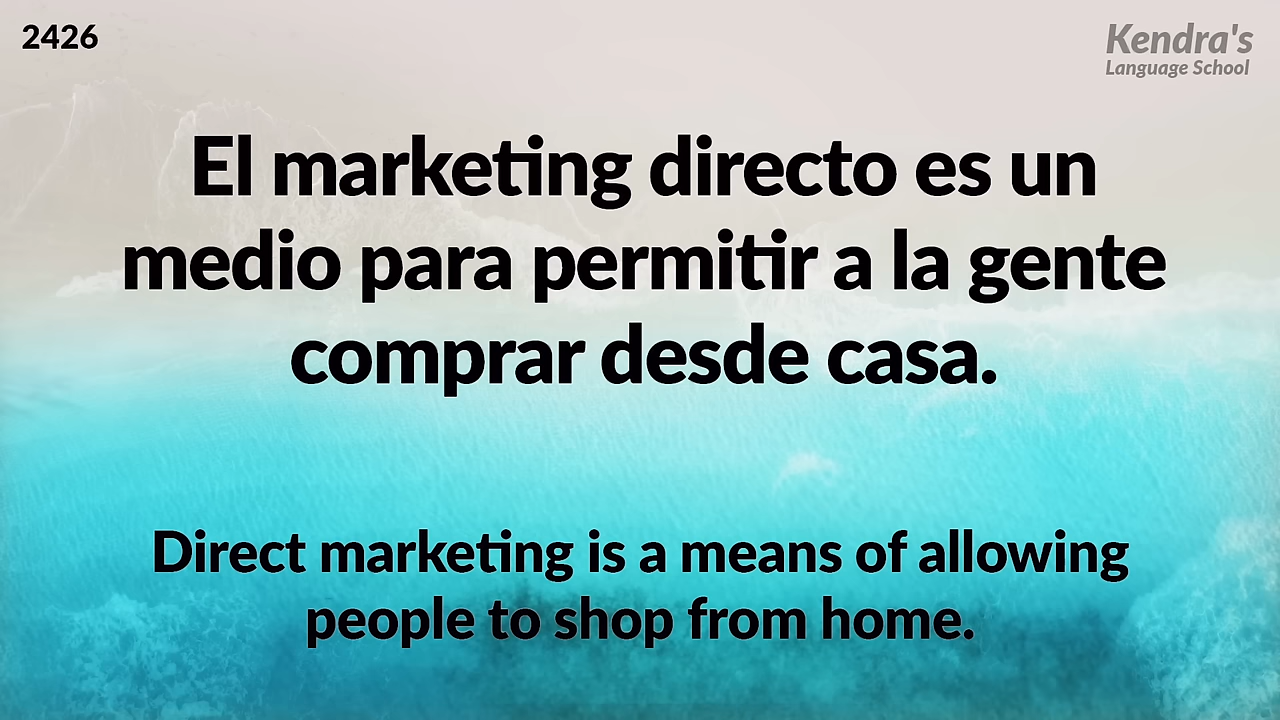 2426
Kendra's
Language School
El marketing directo es un
medio para permitir a la gente
comprar desde casa.
Direct marketing is a means of allowing
people to shop from home.